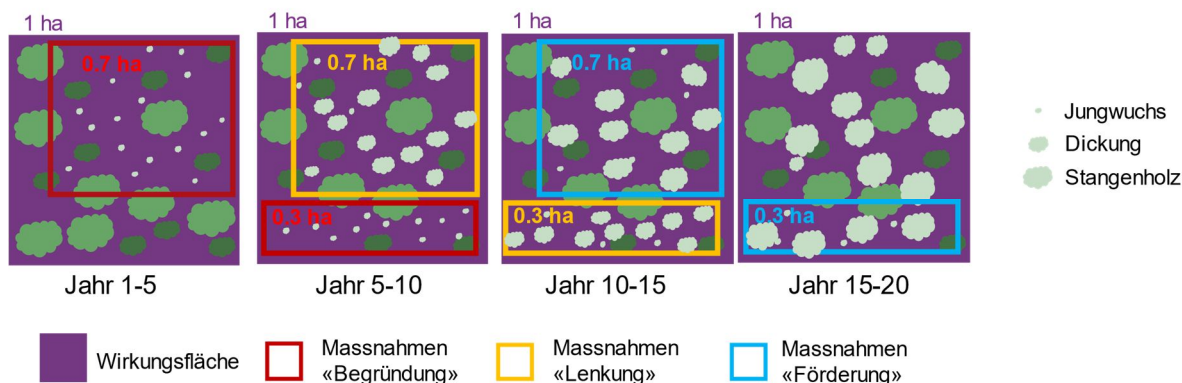 1 ha
1 ha
1 ha
1 ha
0.7 ha
0.7 ha
0.7 ha
0.3 ha
0.3 ha
0.3 ha
Jungwuchs
Dickung
Stangenholz
Jahr 1-5
Jahr 5-10
Jahr 10-15
Jahr 15-20
Wirkungsfläche
Massnahmen
«Begründung»
Massnahmen
«Lenkung»
Massnahmen
«Förderung»